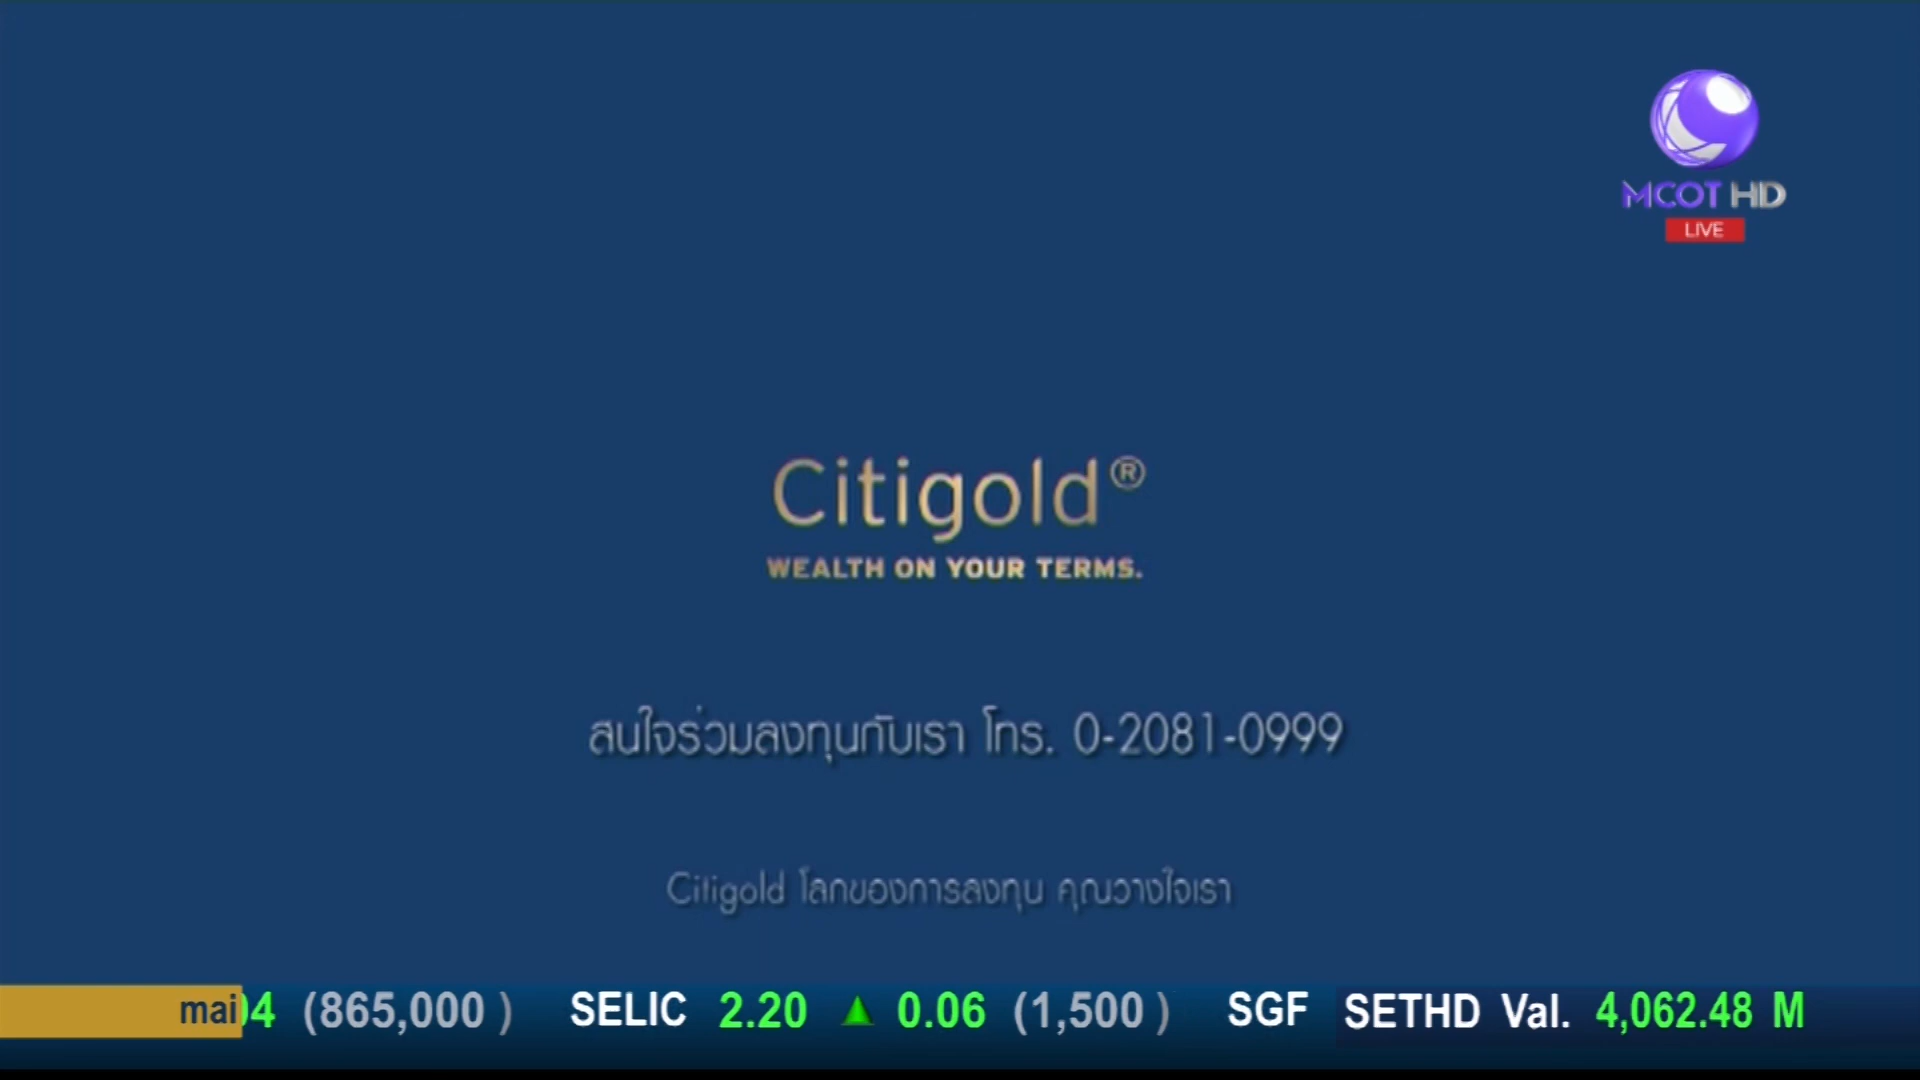 MCOT HD
LIVE
Citigold®
WEALTH ON YOUR TERMS.
สนใจร่วมลงทุนกับเรา โทร. 0-2081-0999
Citigold โลกของการลงทุน คุณวางใจเรา
mai 04 (865,000 ) SELIC 2.20 ▲ 0.06 (1,500 ) SGF SETHD Val. 4,062.48 M